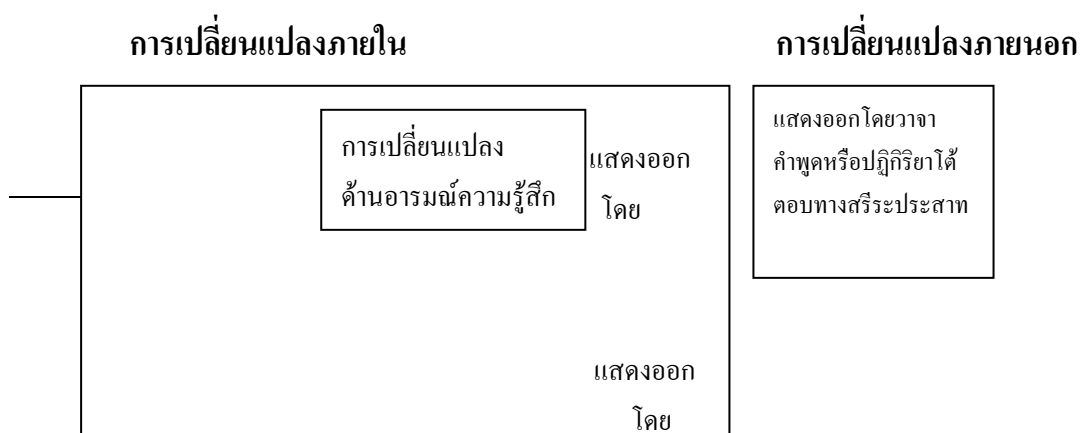 การเปลี่ยนแปลงภายใน
การเปลี่ยนแปลงภายนอก
การเปลี่ยนแปลง
ด้านอารมณ์ความรู้สึก
แสดงออก
โดย
แสดงออกโดยวาจา
คำพูดหรือปฏิกิริยาโต้
ตอบทางสรีระประสาท
แสดงออก
โดย